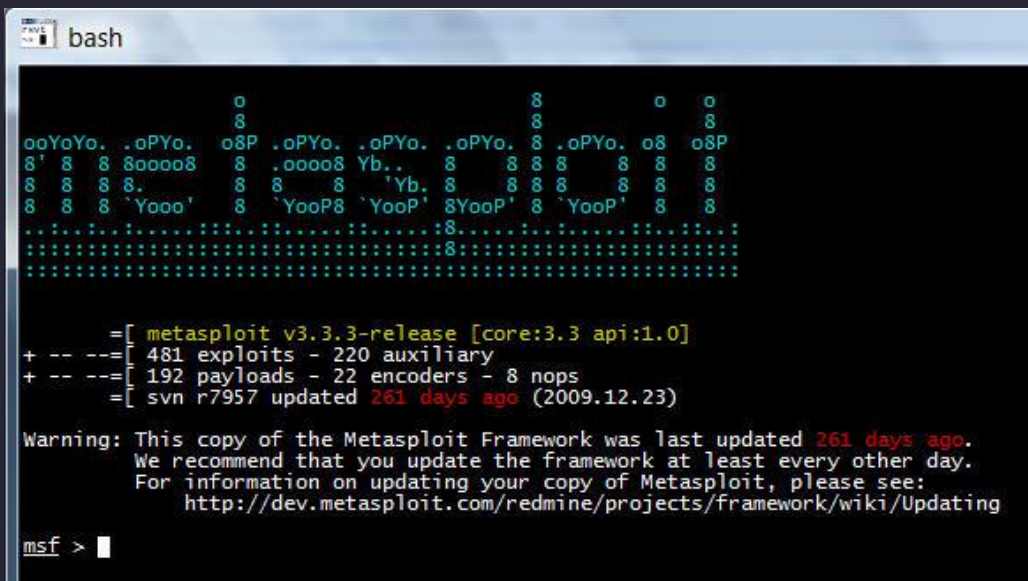 bash
metasploit
=[ metasploit v3.3.3-release [core:3.3 api:1.0]
+ -- --=[ 481 exploits - 220 auxiliary
+ -- --=[ 192 payloads - 22 encoders - 8 nops
=[ svn r7957 updated 261 days ago (2009.12.23)
Warning: This copy of the Metasploit Framework was last updated 261 days ago.
We recommend that you update the framework at least every other day.
For information on updating your copy of Metasploit, please see:
http://dev.metasploit.com/redmine/projects/framework/wiki/Updating
msf >